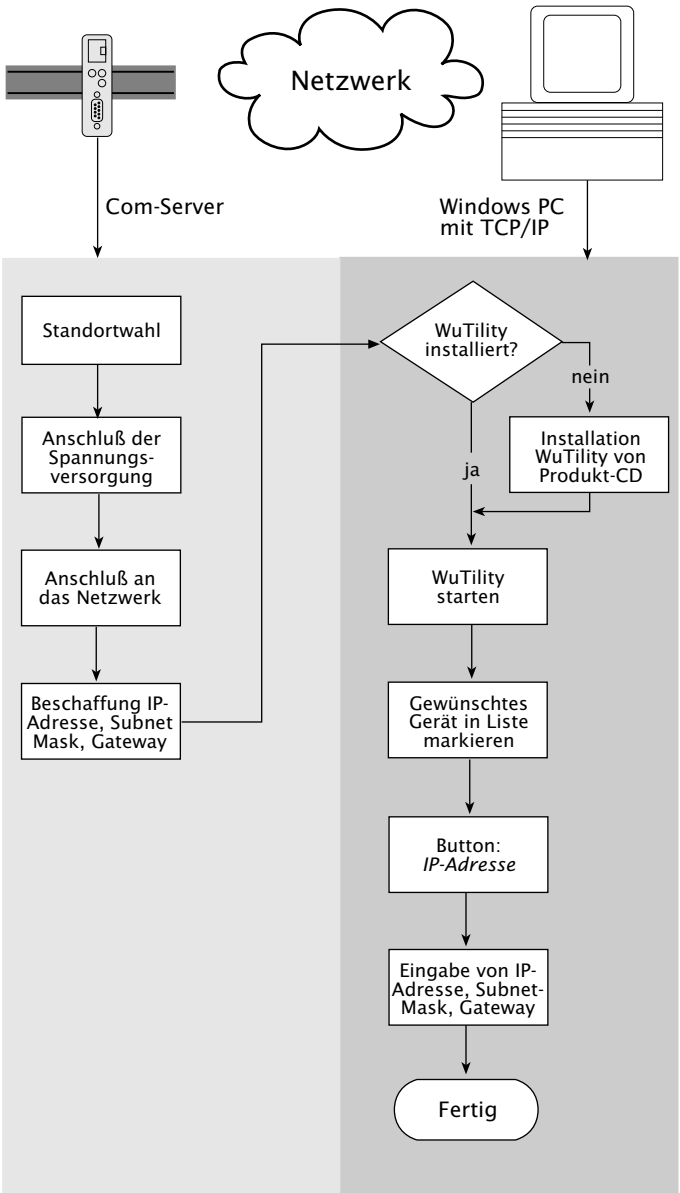 Netzwerk
Com-Server
Windows PC
mit TCP/IP
Standortwahl
Anschluß der
Spannungs-
versorgung
Anschluß an
das Netzwerk
Beschaffung IP-
Adresse, Subnet
Mask, Gateway
WuTility
installiert?
nein
ja
Installation
WuTility von
Produkt-CD
WuTility
starten
Gewünschtes
Gerät in Liste
markieren
Button:
IP-Adresse
Eingabe von IP-
Adresse, Subnet-
Mask, Gateway
Fertig